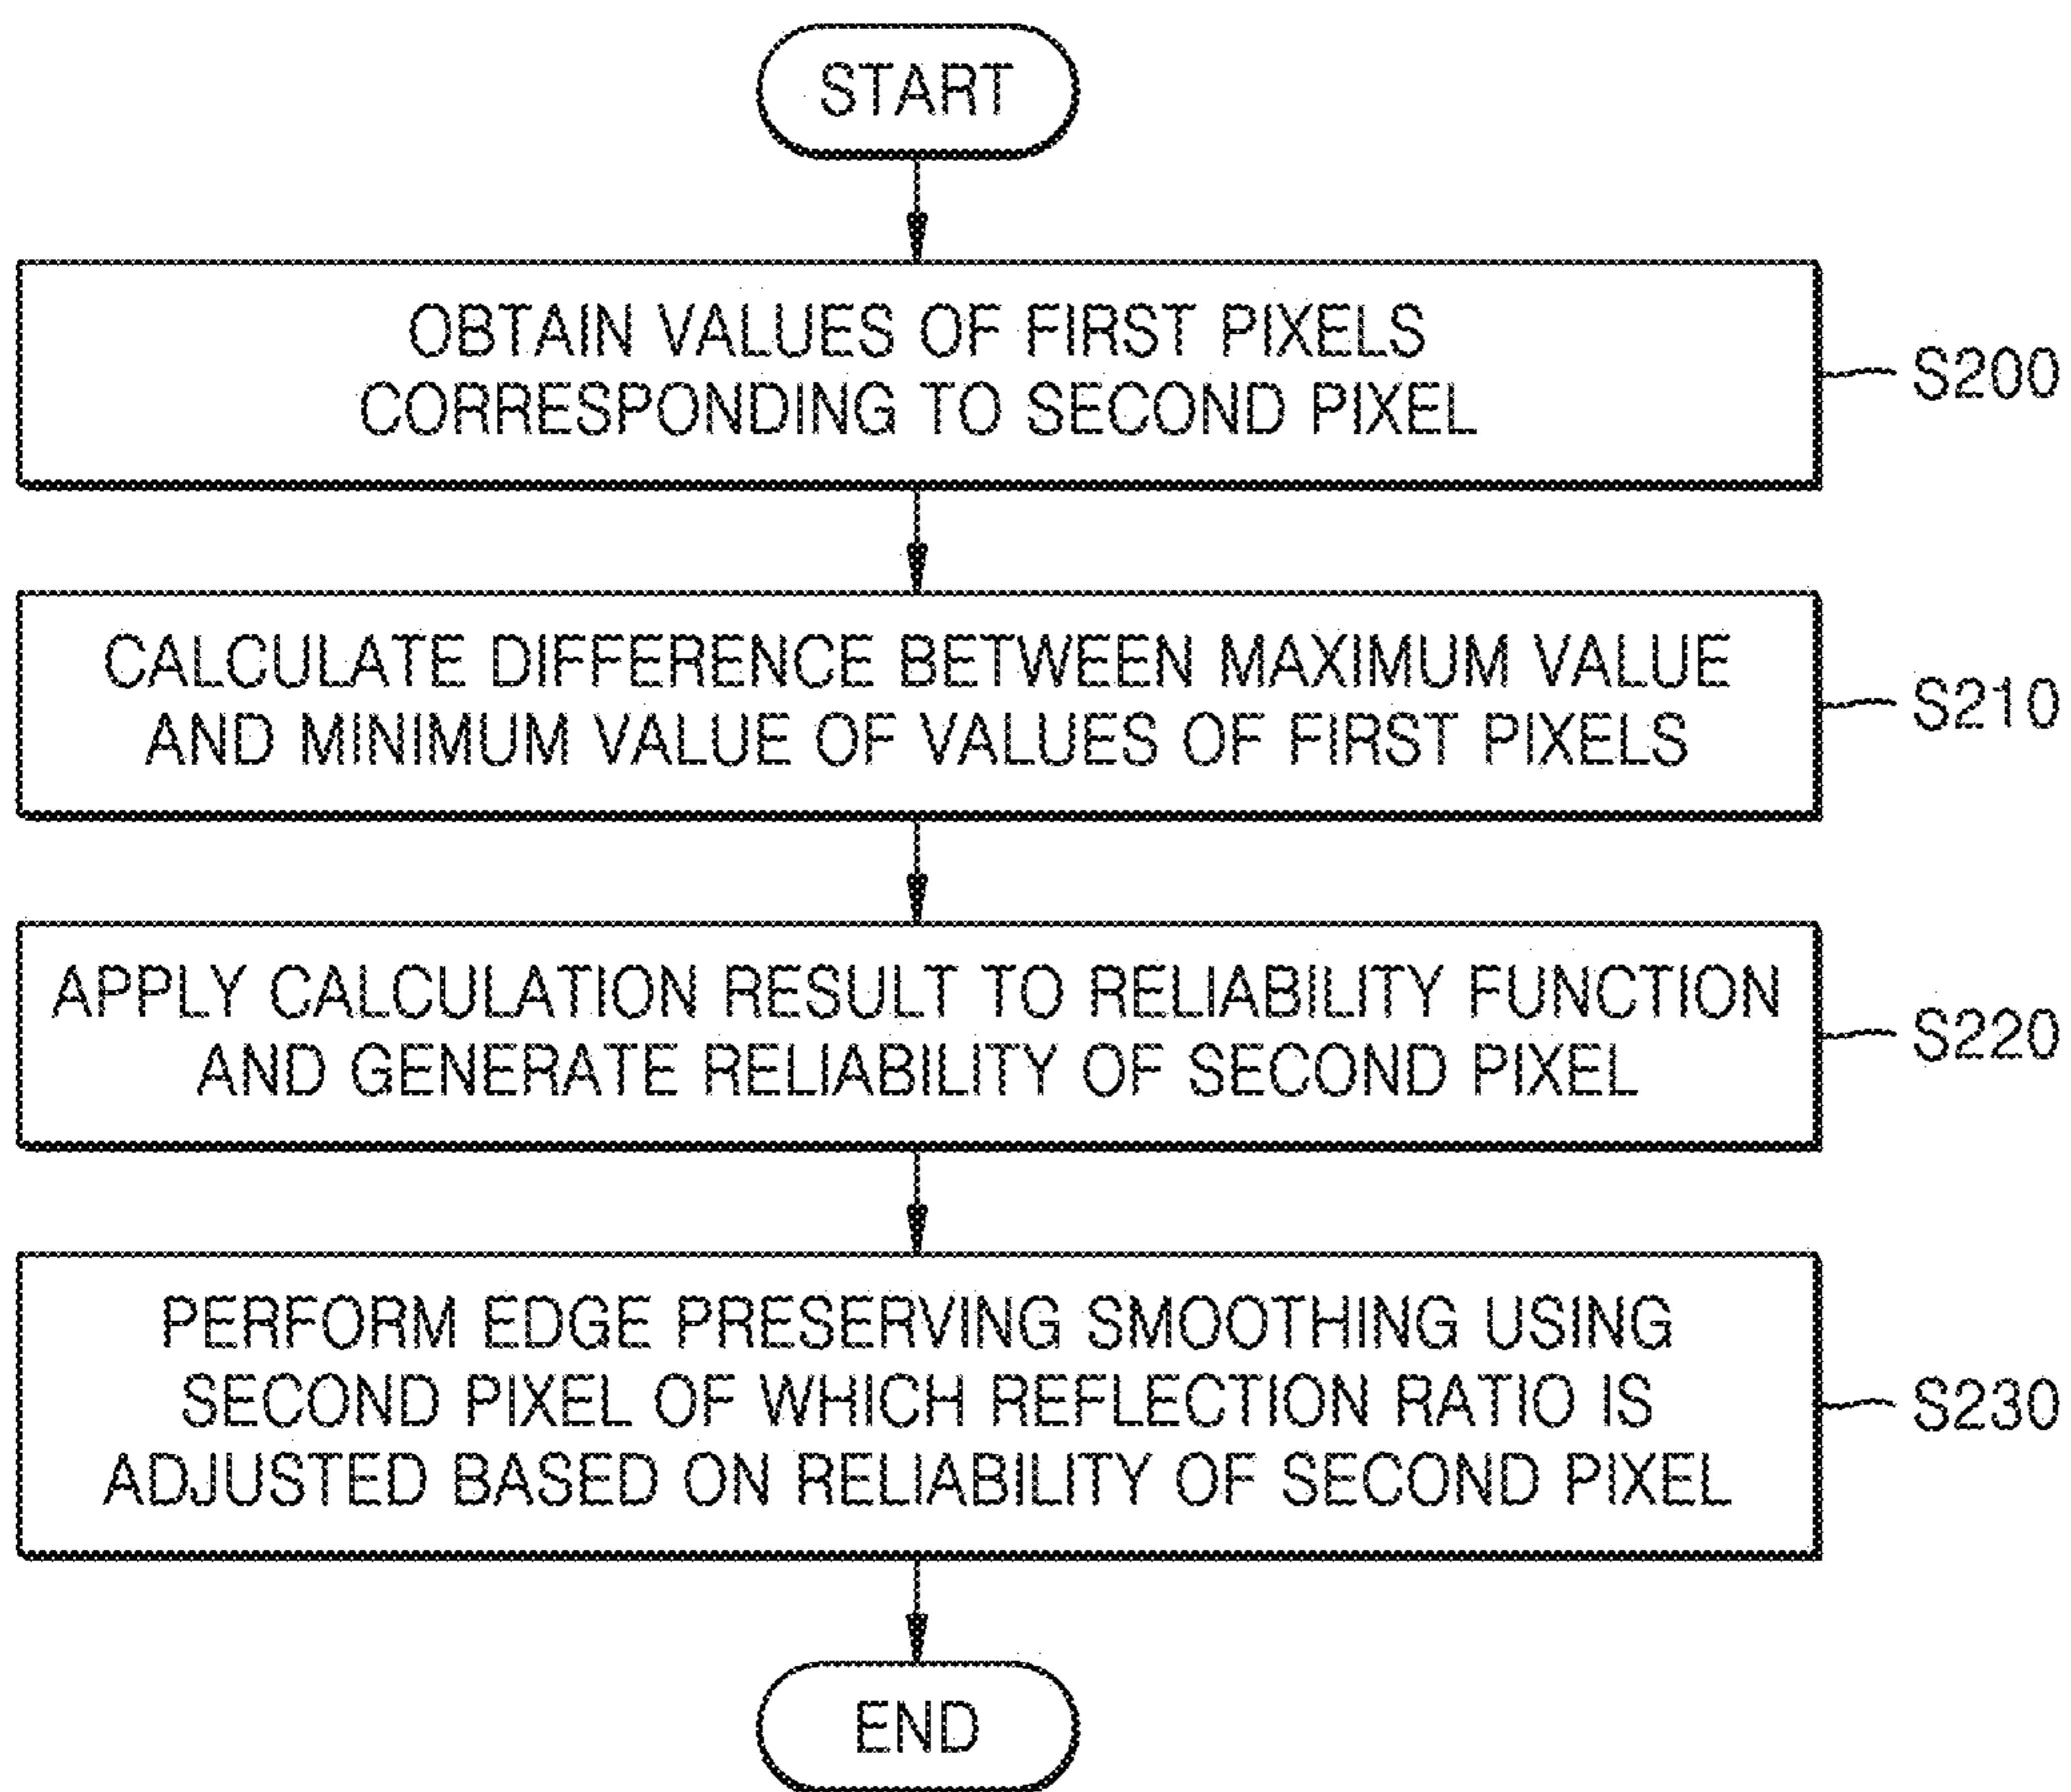 START
OBTAIN VALUES OF FIRST PIXELS
CORRESPONDING TO SECOND PIXEL
S200
CALCULATE DIFFERENCE BETWEEN MAXIMUM VALUE
AND MINIMUM VALUE OF VALUES OF FIRST PIXELS
S210
APPLY CALCULATION RESULT TO RELIABILITY FUNCTION
AND GENERATE RELIABILITY OF SECOND PIXEL
S220
PERFORM EDGE PRESERVING SMOOTHING USING
SECOND PIXEL OF WHICH REFLECTION RATIO IS
ADJUSTED BASED ON RELIABILITY OF SECOND PIXEL
S230
END